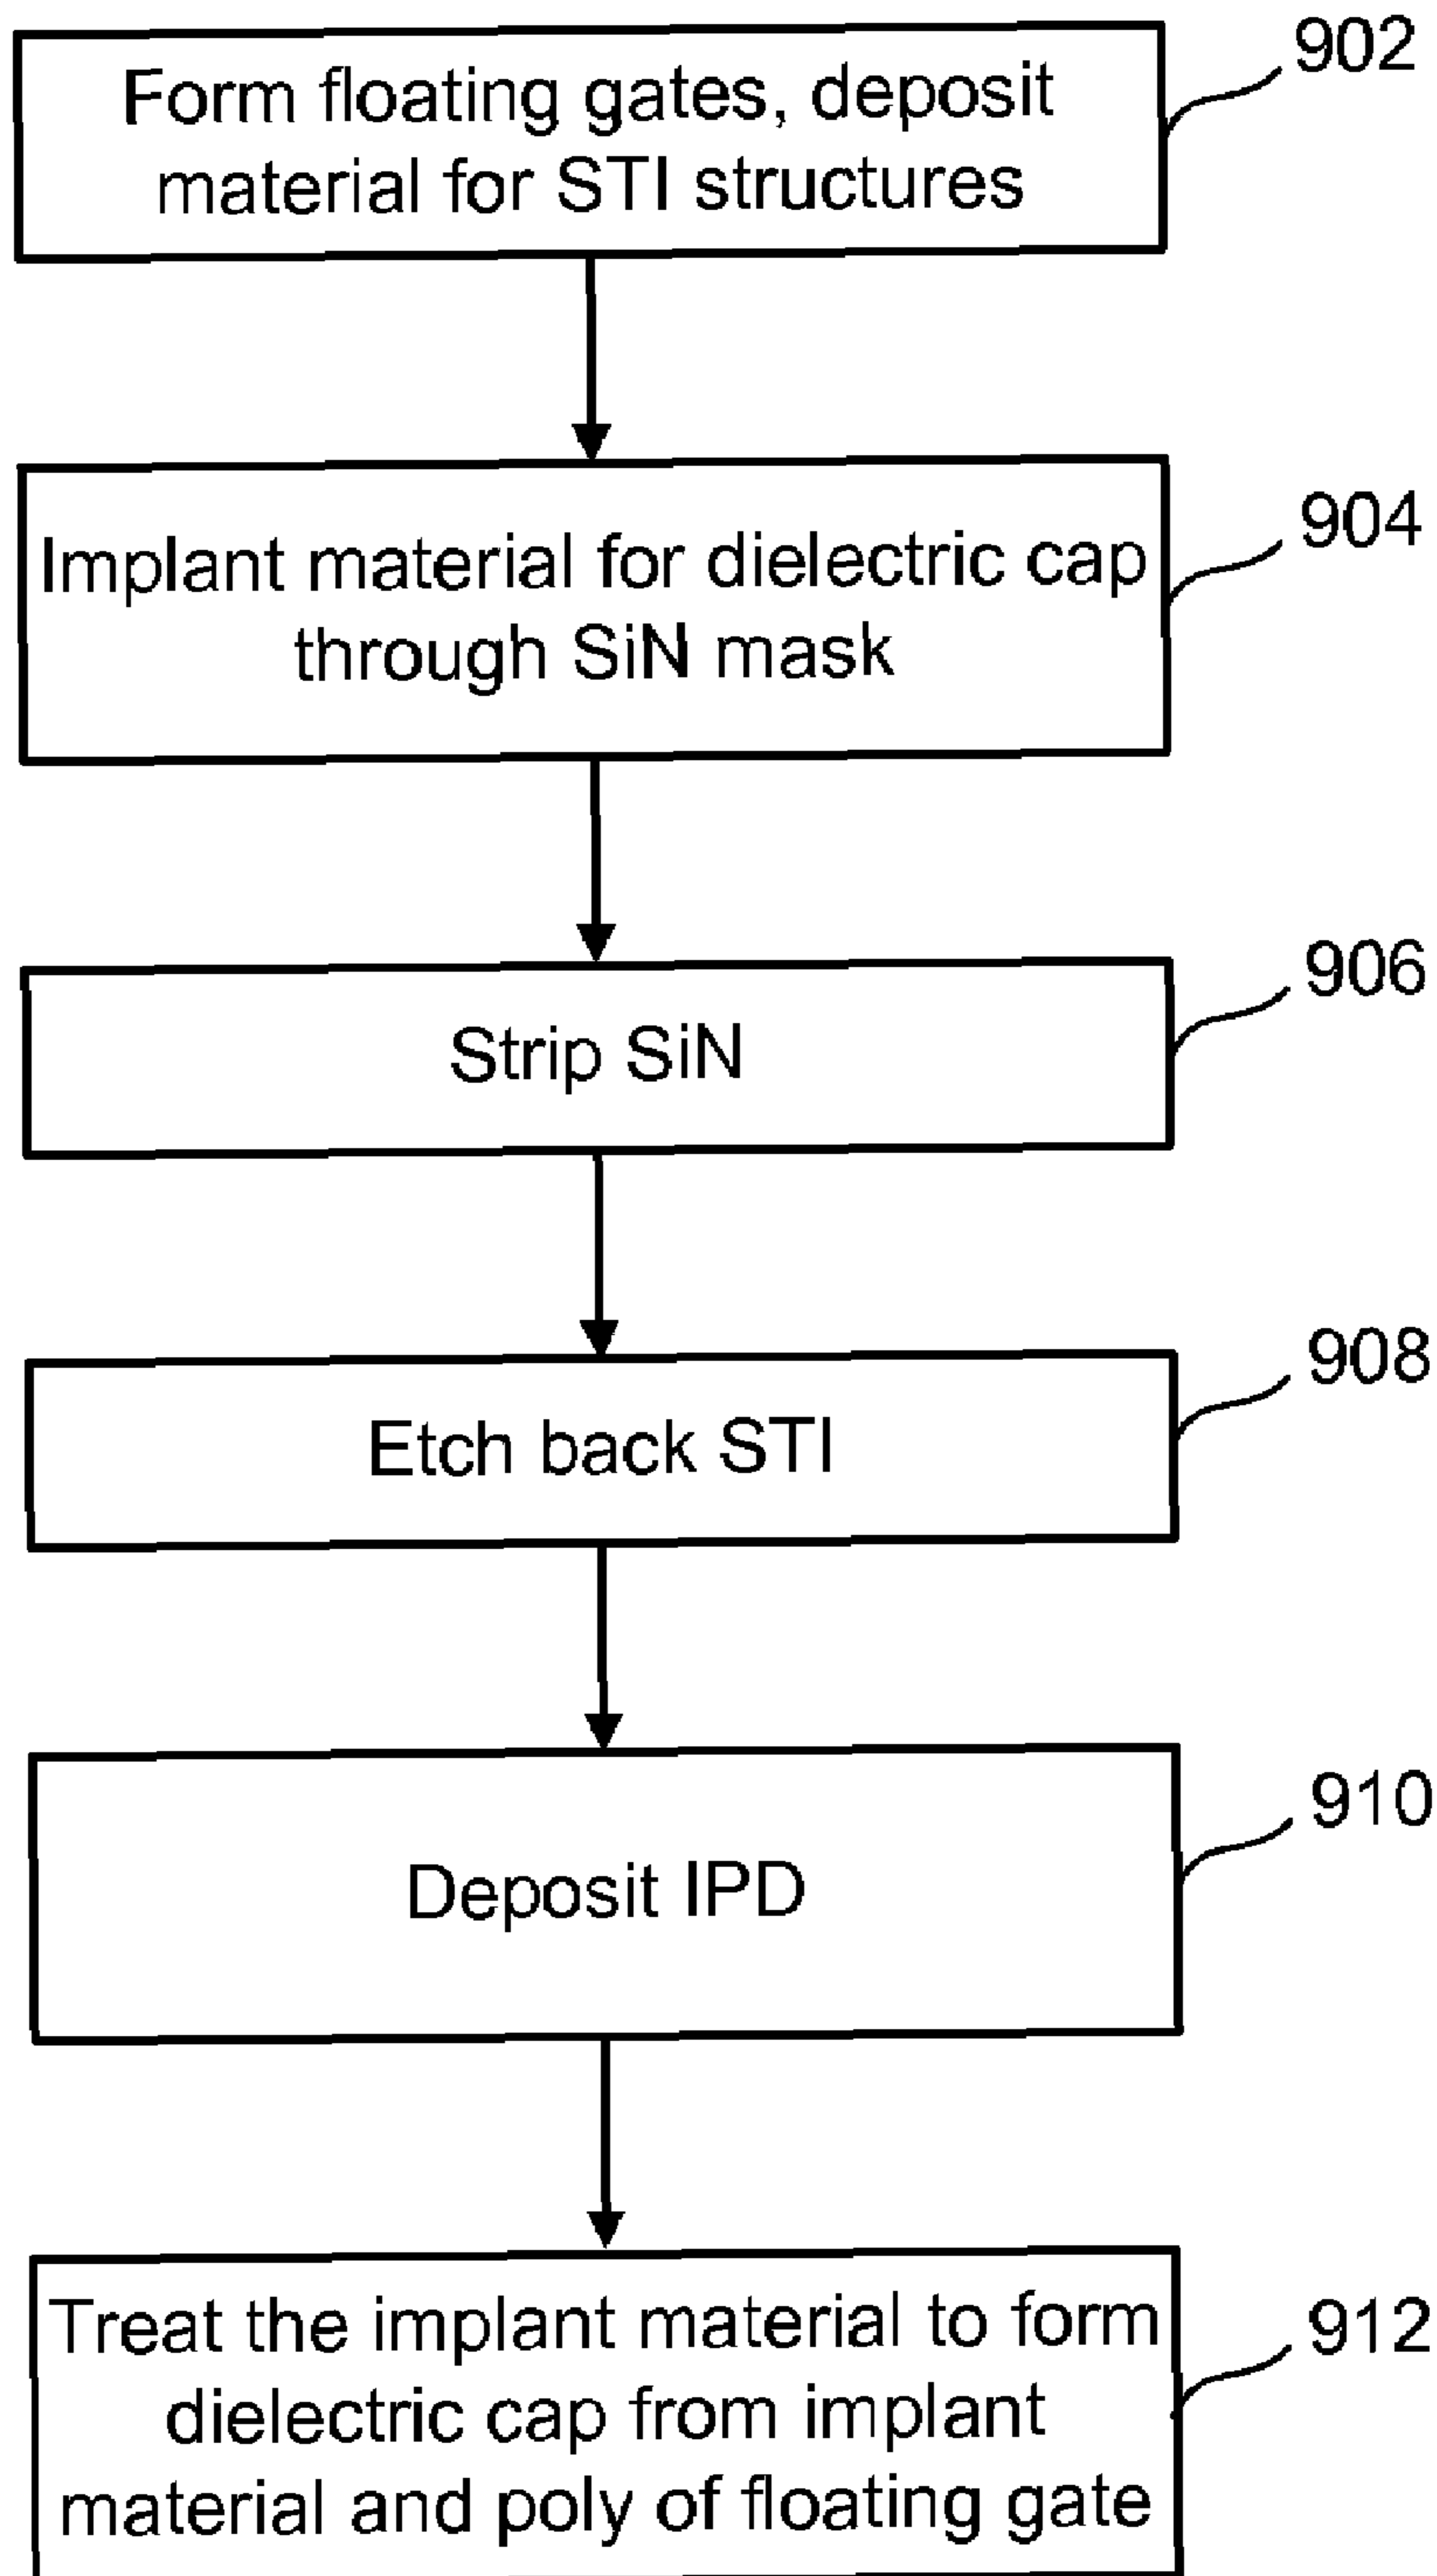 902
Form floating gates, deposit
material for STI structures
904
Implant material for dielectric cap
through SiN mask
906
Strip SiN
908
Etch back STI
910
Deposit IPD
912
Treat the implant material to form
dielectric cap from implant
material and poly of floating gate